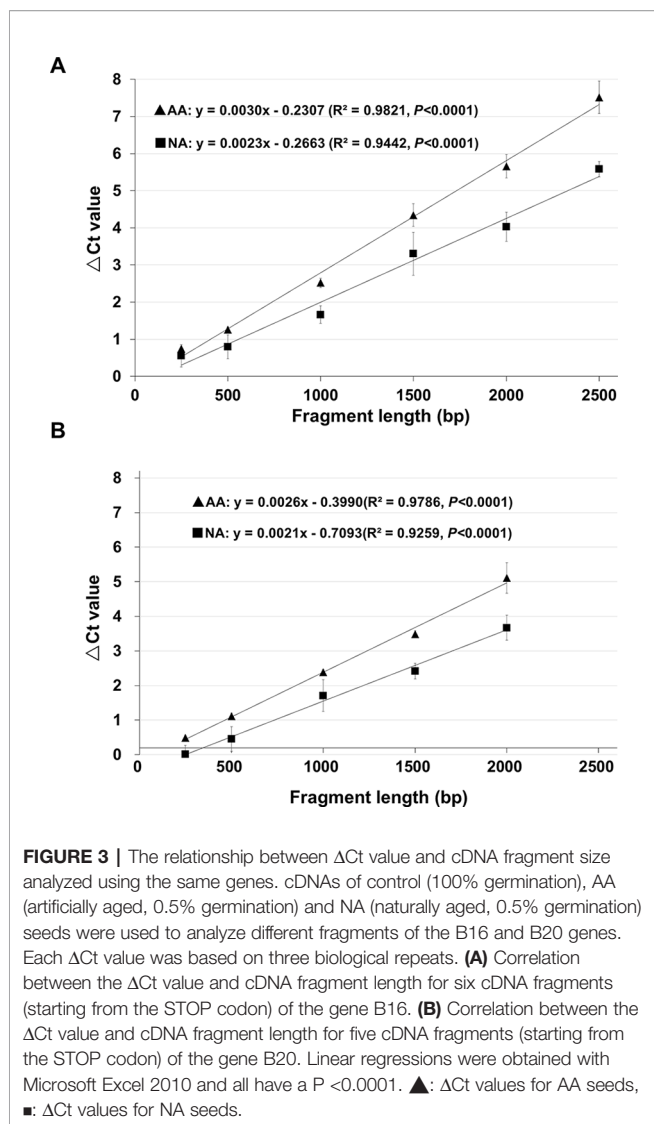 A
8
7
6
5
4
3
2
1
0
△Ct value
▲AA: y = 0.0030x - 0.2307 (R² = 0.9821, P<0.0001)
■NA: y = 0.0023x - 0.2663 (R² = 0.9442, P<0.0001)
0 500 1000 1500 2000 2500
Fragment length (bp)
B
8
7
6
5
4
3
2
1
0
△Ct value
▲AA: y = 0.0026x - 0.3990(R² = 0.9786, P<0.0001)
■NA: y = 0.0021x - 0.7093(R² = 0.9259, P<0.0001)
0 500 1000 1500 2000 2500
Fragment length (bp)
FIGURE 3 | The relationship between ΔCt value and cDNA fragment size
analyzed using the same genes. cDNAs of control (100% germination), AA
(artificially aged, 0.5% germination) and NA (naturally aged, 0.5% germination)
seeds were used to analyze different fragments of the B16 and B20 genes.
Each ΔCt value was based on three biological repeats. (A) Correlation
between the ΔCt value and cDNA fragment length for six cDNA fragments
(starting from the STOP codon) of the gene B16. (B) Correlation between the
ΔCt value and cDNA fragment length for five cDNA fragments (starting from
the STOP codon) of the gene B20. Linear regressions were obtained with
Microsoft Excel 2010 and all have a P <0.0001. ▲: ΔCt values for AA seeds,
■: ΔCt values for NA seeds.